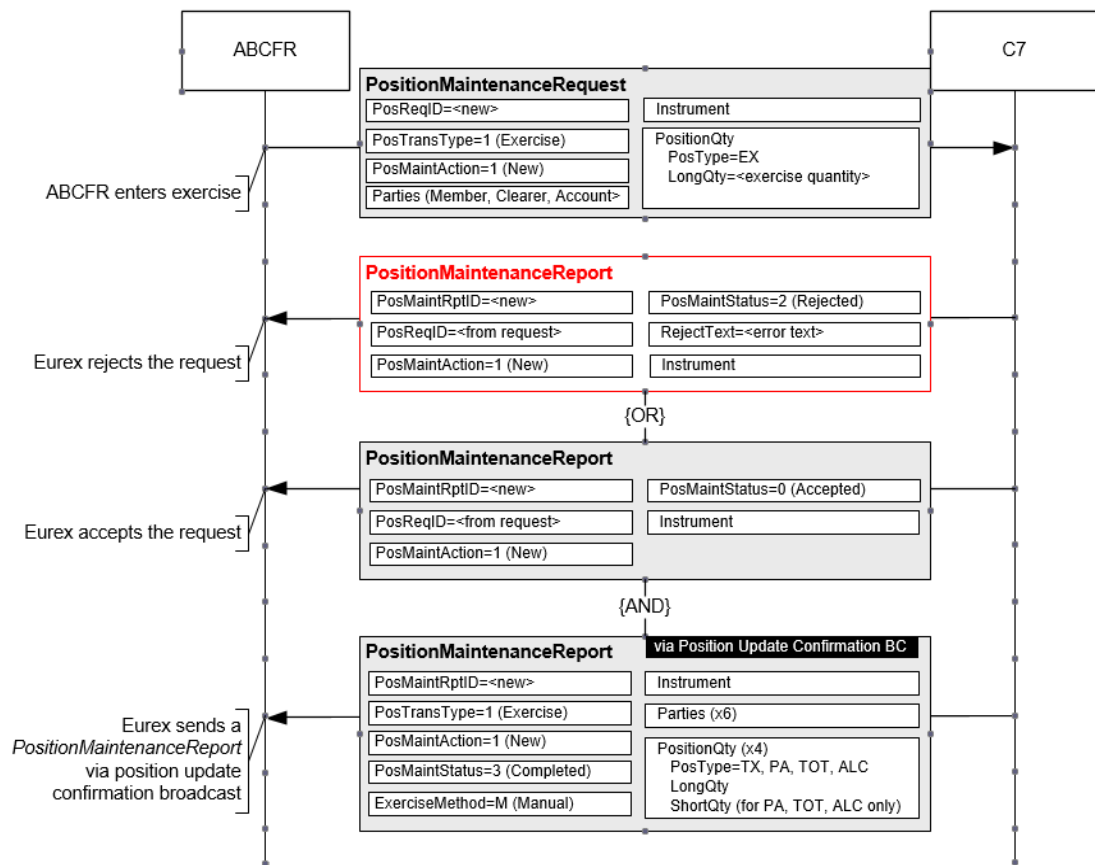 ABCFR
C7
PositionMaintenanceRequest
PosReqID=<new>
Instrument
PosTransType=1 (Exercise)
PositionQty
PosType=EX
LongQty=<exercise quantity>
PosMaintAction=1 (New)
Parties (Member, Clearer, Account>
ABCFR enters exercise
PositionMaintenanceReport
PosMaintRptID=<new>
PosMaintStatus=2 (Rejected)
PosReqID=<from request>
RejectText=<error text>
PosMaintAction=1 (New)
Instrument
Eurex rejects the request
{OR}
PositionMaintenanceReport
PosMaintRptID=<new>
PosMaintStatus=0 (Accepted)
PosReqID=<from request>
Instrument
PosMaintAction=1 (New)
Eurex accepts the request
{AND}
via Position Update Confirmation BC
PositionMaintenanceReport
PosMaintRptID=<new>
Instrument
PosTransType=1 (Exercise)
Parties (x6)
PosMaintAction=1 (New)
PositionQty (x4)
PosType=TX, PA, TOT, ALC
LongQty
ShortQty (for PA, TOT, ALC only)
PosMaintStatus=3 (Completed)
ExerciseMethod=M (Manual)
Eurex sends a
PositionMaintenanceReport
via position update
confirmation broadcast